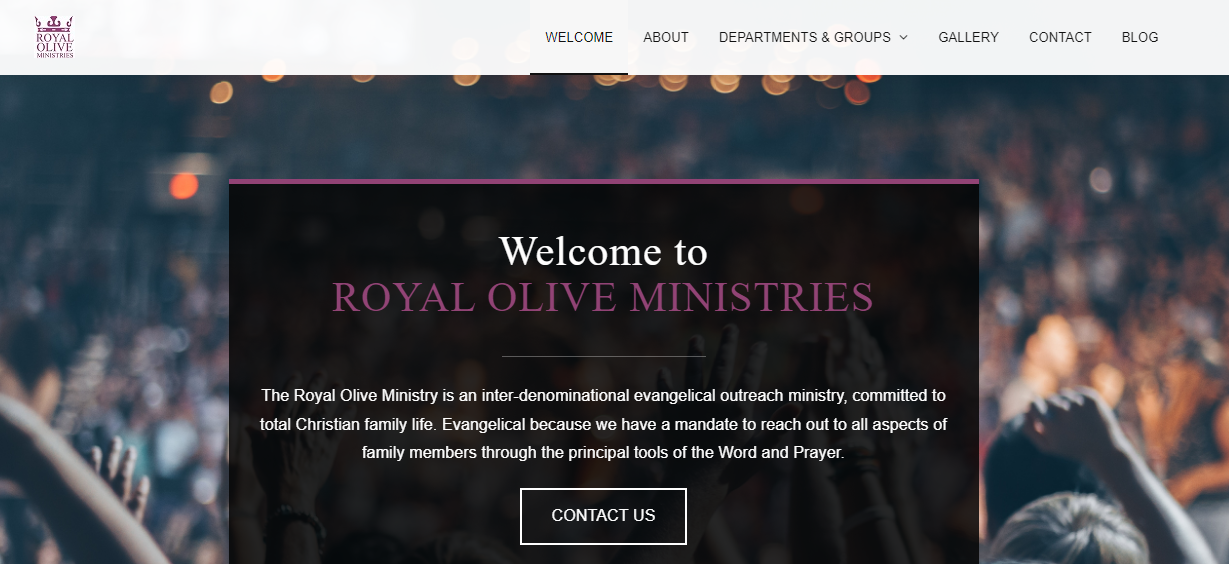 ROYAL
OLIVE
MINISTRIES
WELCOME
ABOUT
DEPARTMENTS & GROUPS
GALLERY
CONTACT
BLOG
Welcome to
ROYAL OLIVE MINISTRIES
The Royal Olive Ministry is an inter-denominational evangelical outreach ministry, committed to
total Christian family life. Evangelical because we have a mandate to reach out to all aspects of
family members through the principal tools of the Word and Prayer.
CONTACT US